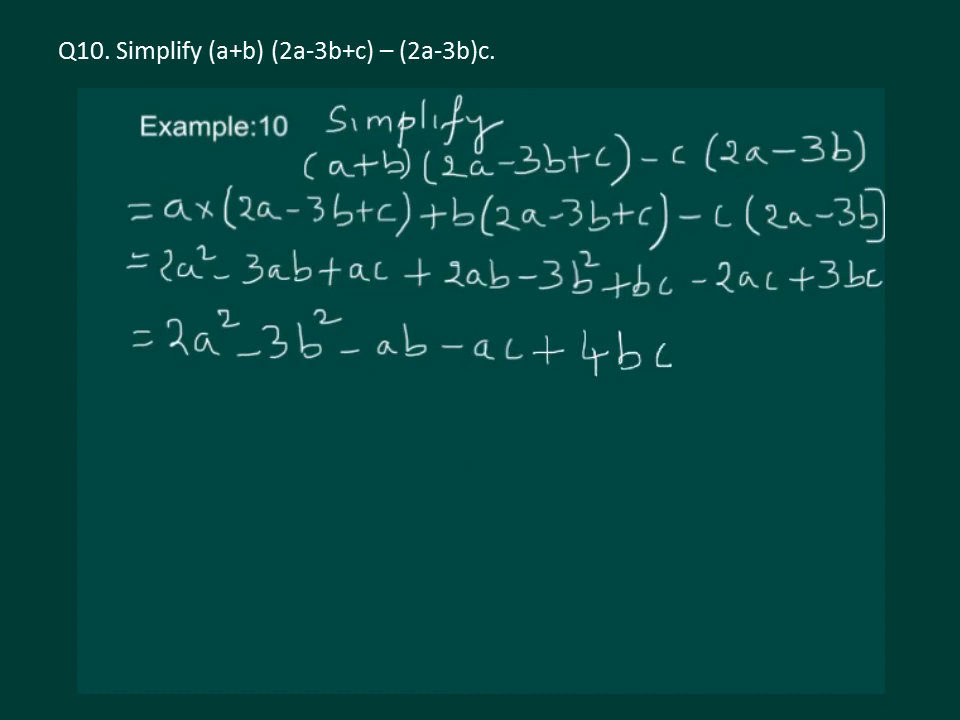 Q10. Simplify (a+b) (2a-3b+c) – (2a-3b)c.
Example:10 Simplify
(a+b)(2a-3b+c)-c(2a-3b)
=a×(2a-3b+c)+b(2a-3b+c)-c(2a-3b]
=2a²-3ab+ac+2ab-3b²+bc-2ac+3bc
=2a²-3b²-ab-ac+4bc